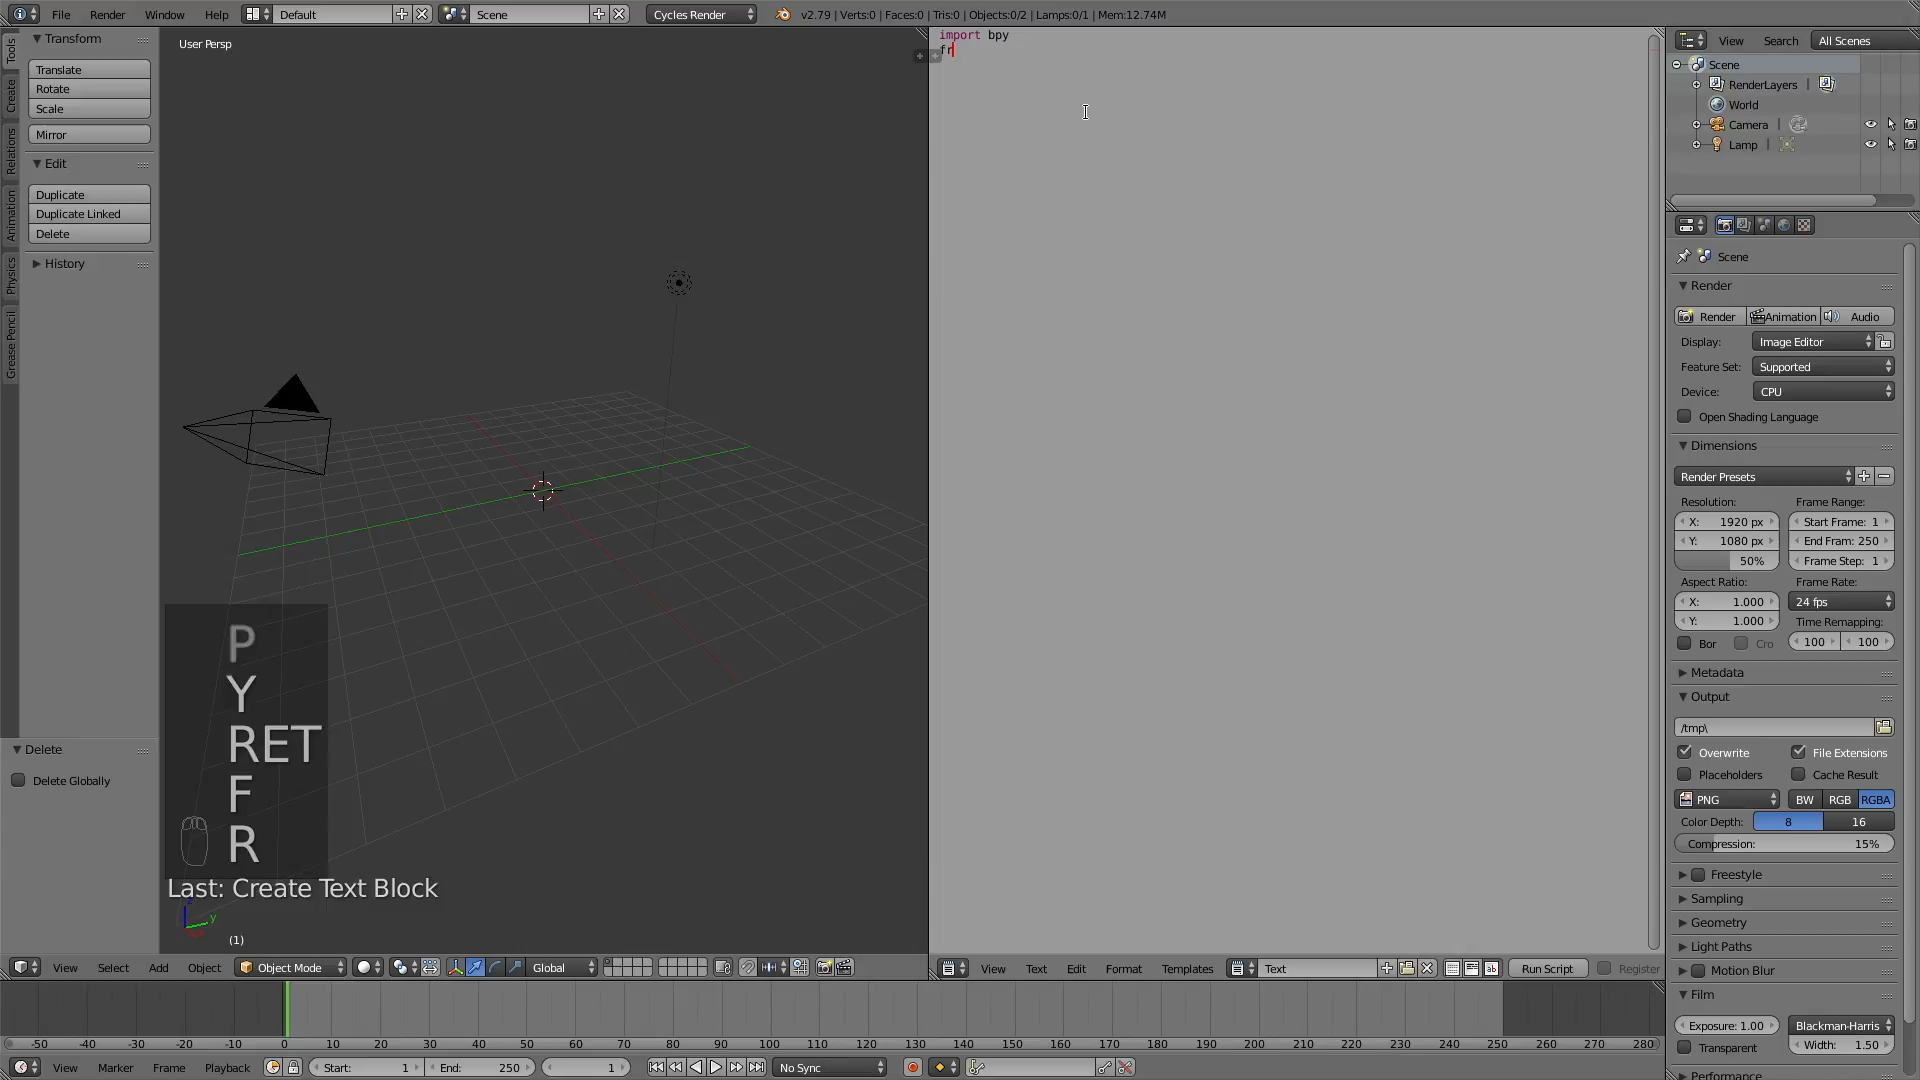 File Render Window Help Default Scene Cycles Render v2.79 | Verts:0 | Faces:0 | Tris:0 | Objects:0/2 | Lamps:0/1 | Mem:12.74M
Tools
Create
Relations
Animation
Physics
Grease Pencil
Transform
Translate
Rotate
Scale
Mirror
Edit
Duplicate
Duplicate Linked
Delete
History
Delete
Delete Globally
User Persp
P
Y
RET
F
R
Last: Create Text Block
z
y
(1)
View Select Add Object Object Mode Global
import bpy
fr
View Text Edit Format Templates Text Run Script Register
View Search All Scenes
Scene
RenderLayers |
World
Camera |
Lamp |
Scene
Render
Render Animation Audio
Display: Image Editor
Feature Set: Supported
Device: CPU
Open Shading Language
Dimensions
Render Presets
Resolution: Frame Range:
X: 1920 px Start Frame: 1
Y: 1080 px End Fram: 250
50% Frame Step: 1
Aspect Ratio: Frame Rate:
X: 1.000 24 fps
Y: 1.000 Time Remapping:
Bor Cro 100 100
Metadata
Output
/tmp\
Overwrite File Extensions
Placeholders Cache Result
PNG BW RGB RGBA
Color Depth: 8 16
Compression: 15%
Freestyle
Sampling
Geometry
Light Paths
Motion Blur
Film
Exposure: 1.00 Blackman-Harris
Transparent Width: 1.50
Performance
-50 -40 -30 -20 -10 0 10 20 30 40 50 60 70 80 90 100 110 120 130 140 150 160 170 180 190 200 210 220 230 240 250 260 270 280
View Marker Frame Playback Start: 1 End: 250 1 No Sync